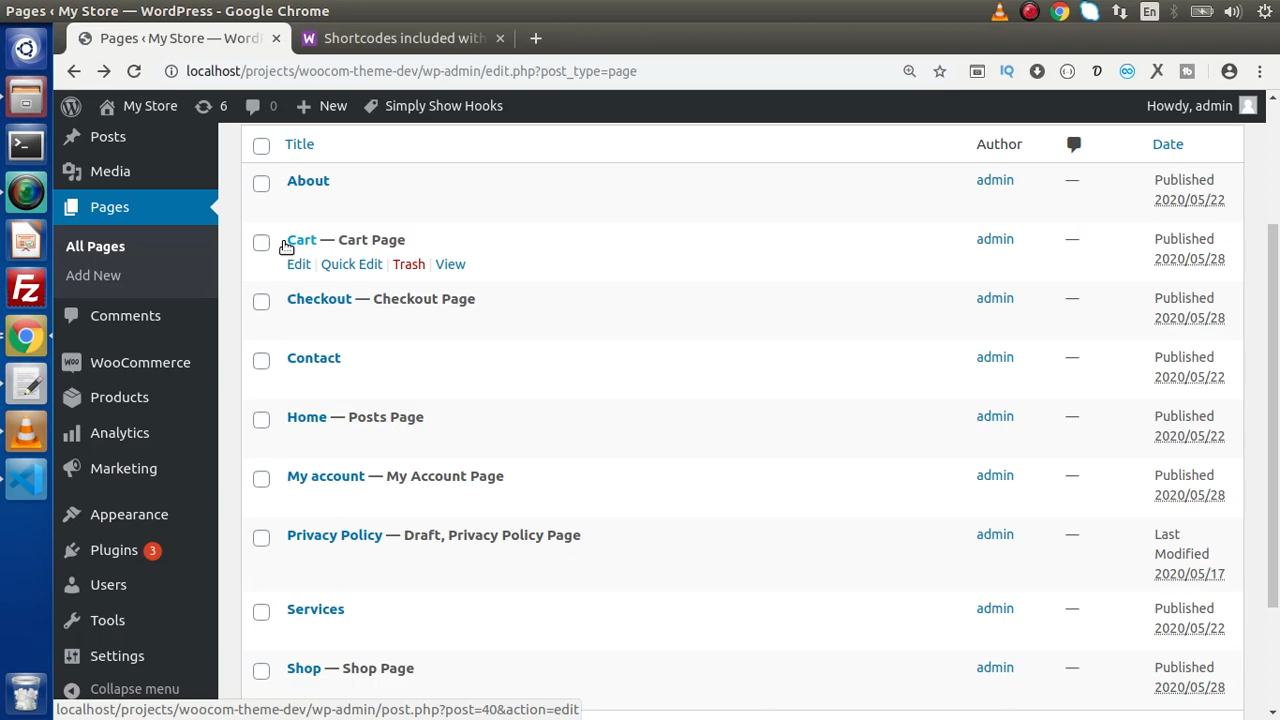 Pages ‹ My Store — WordPress - Google Chrome
En
Pages ‹ My Store — WordP
Shortcodes included with
localhost/projects/woocom-theme-dev/wp-admin/edit.php?post_type=page
My Store
6
0
New
Simply Show Hooks
Howdy, admin
Posts
Media
Pages
All Pages
Add New
Comments
WooCommerce
Products
Analytics
Marketing
Appearance
Plugins 3
Users
Tools
Settings
Collapse menu
Title Author Date
About admin — Published
2020/05/22
Cart — Cart Page admin — Published
2020/05/28
Edit | Quick Edit | Trash | View
Checkout — Checkout Page admin — Published
2020/05/28
Contact admin — Published
2020/05/22
Home — Posts Page admin — Published
2020/05/22
My account — My Account Page admin — Published
2020/05/28
Privacy Policy — Draft, Privacy Policy Page admin — Last
Modified
2020/05/17
Services admin — Published
2020/05/22
Shop — Shop Page admin — Published
2020/05/28
localhost/projects/woocom-theme-dev/wp-admin/post.php?post=40&action=edit